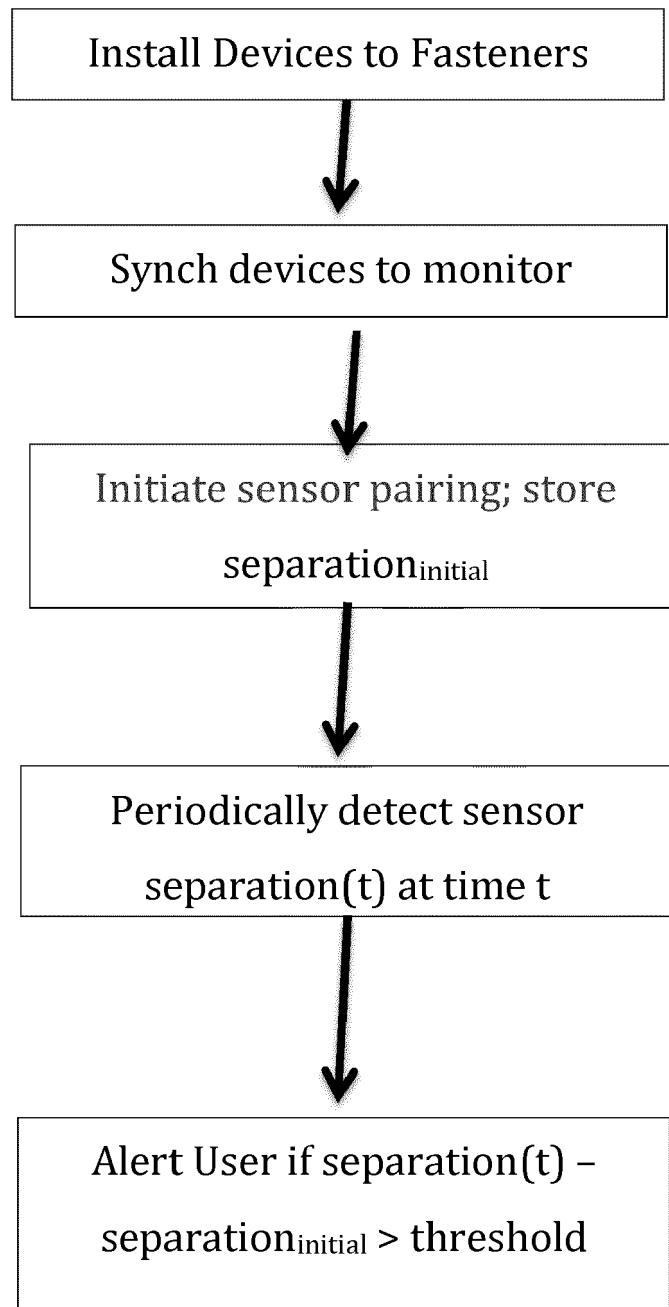 Install Devices to Fasteners
Synch devices to monitor
Initiate sensor pairing; store
separationinitial
Periodically detect sensor
separation(t) at time t
Alert User if separation(t) –
separationinitial > threshold